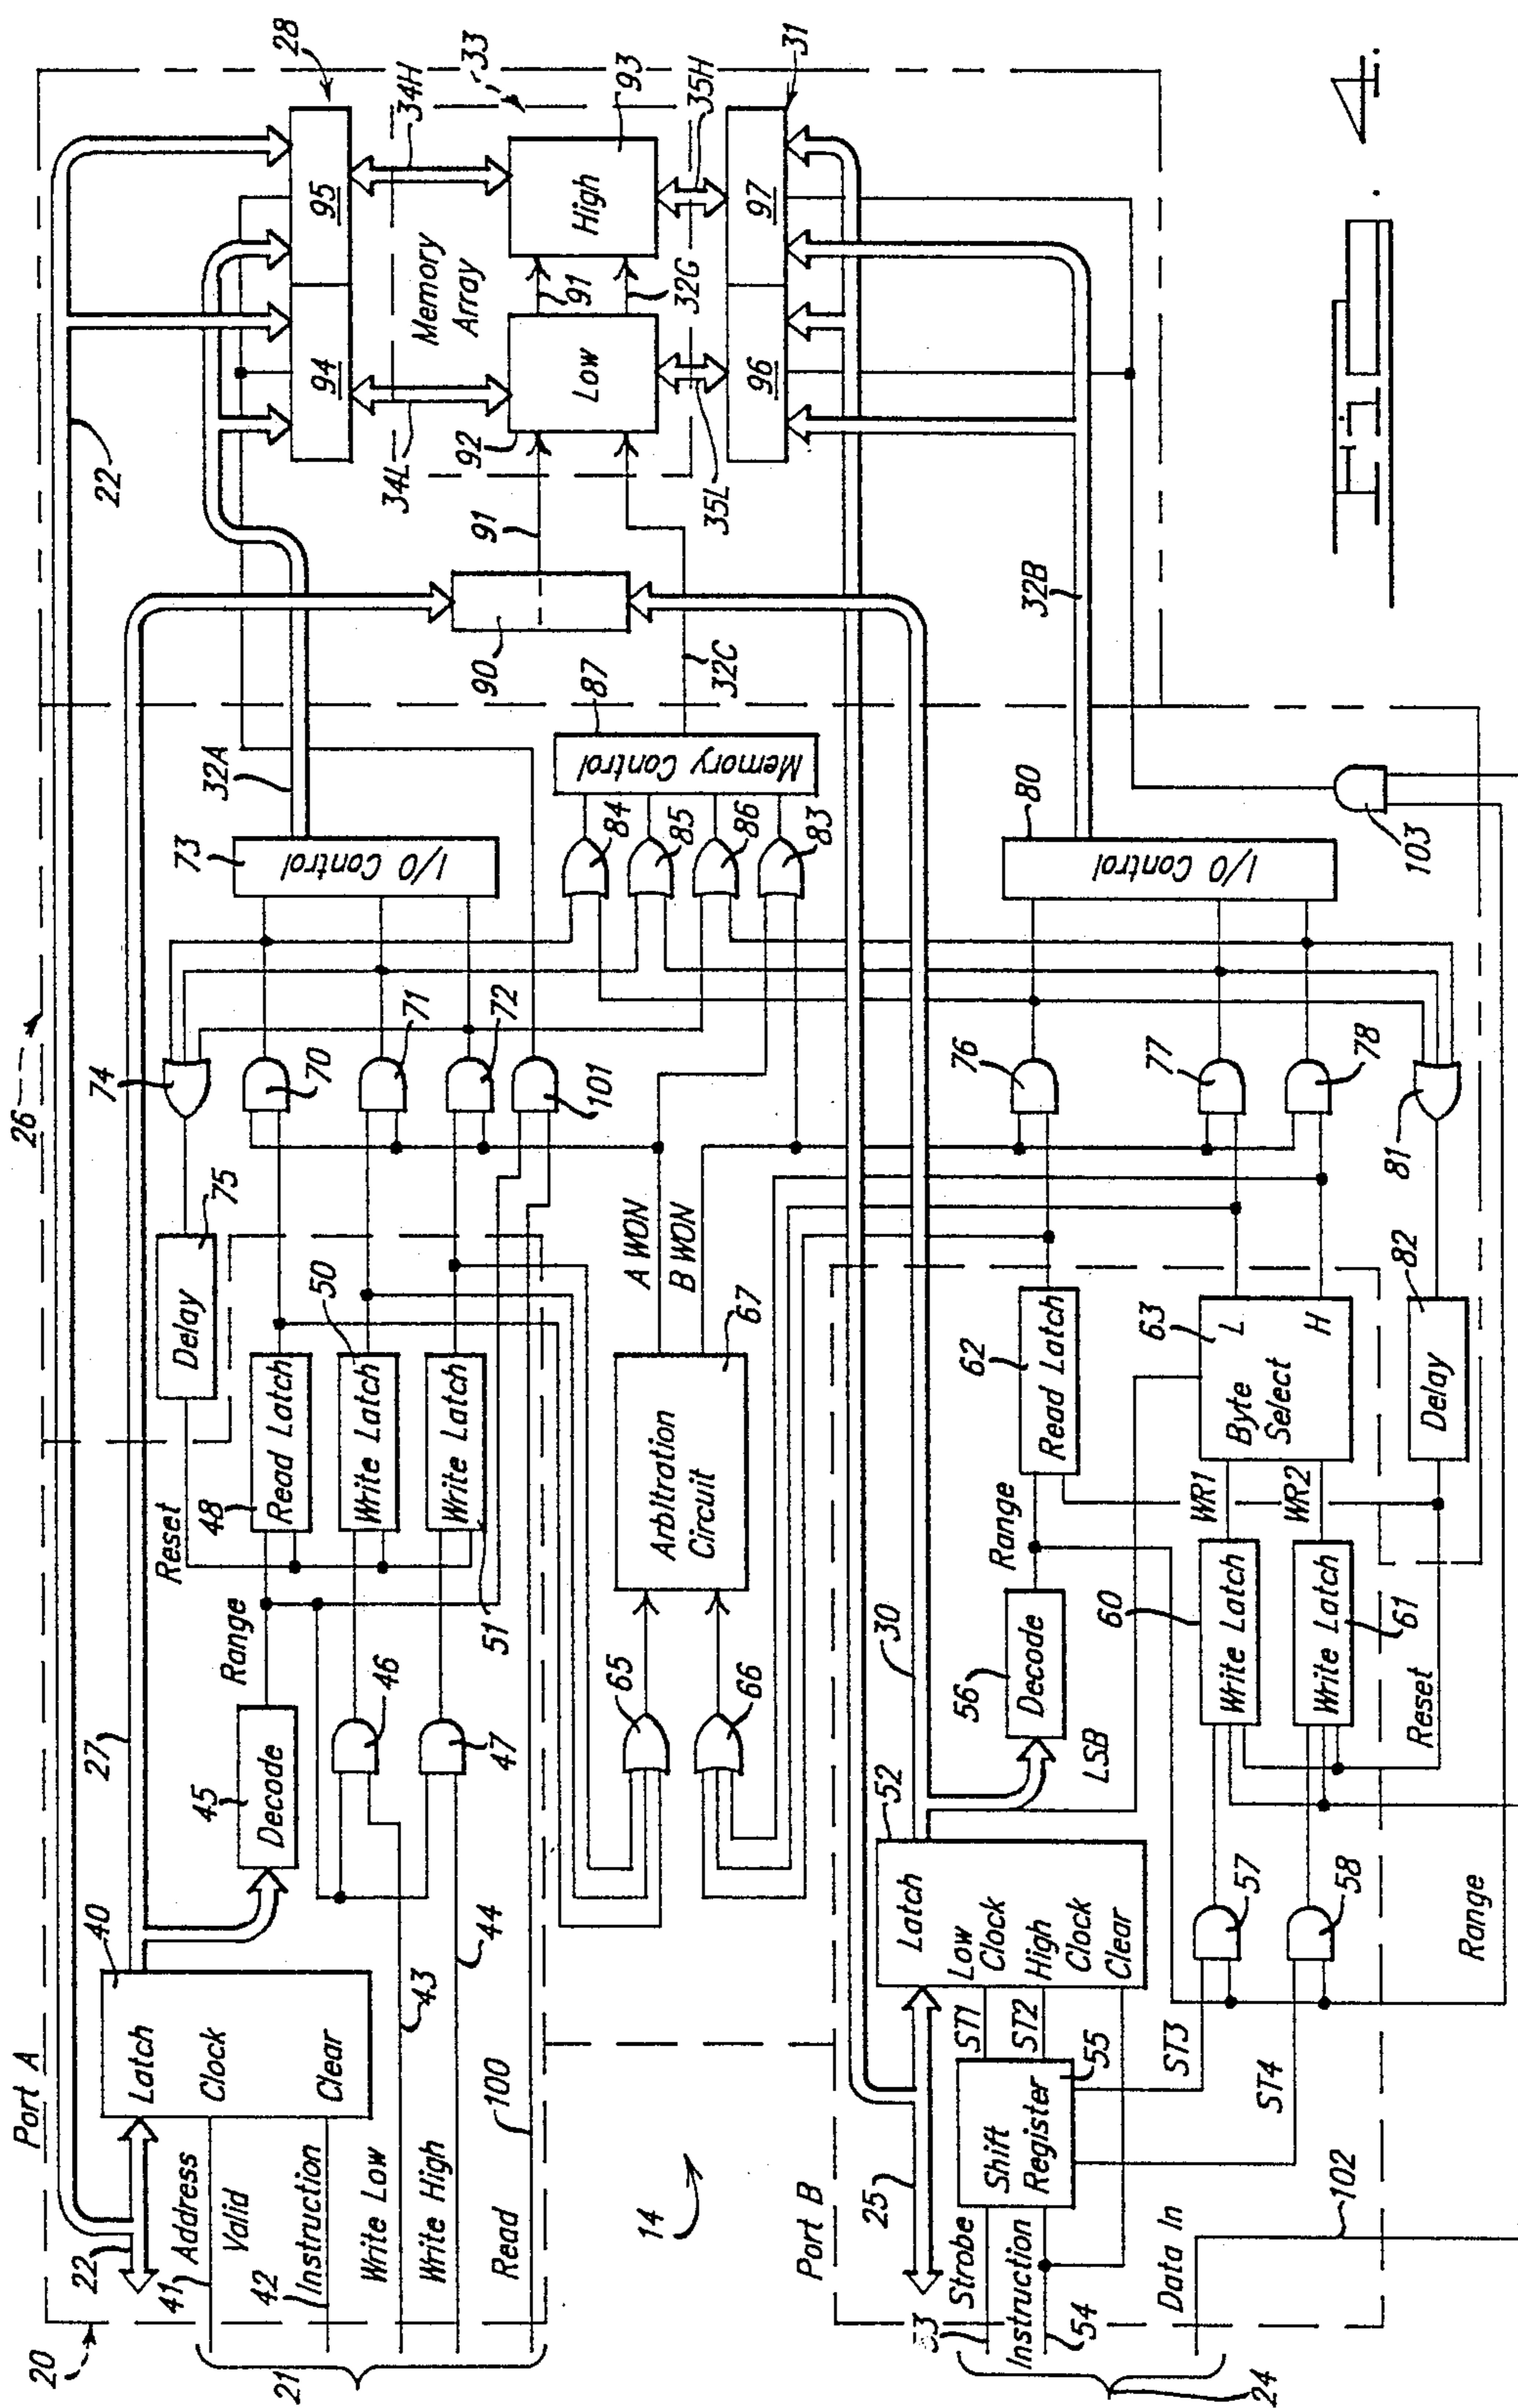 Port A
20
21
22
41
Address
Valid
42
Instruction
Write Low
Write High
Read
100
43
44
40
Latch
Clock
Clear
27
45
Decode
Range
46
47
Reset
48
Read Latch
50
Write Latch
Write Latch
51
Delay
75
26
74
70
71
72
101
73
I/O Control
32A
22
28
94
95
34L
34H
33
Memory
Array
92
Low
91
High
93
32G
91
90
35L
35H
96
97
31
32C
87
Memory Control
84
85
86
83
A WON
B WON
67
Arbitration
Circuit
65
66
14
Port B
25
Strobe
53
Instruction
54
Data In
102
24
Shift
Register
55
ST1
ST2
ST3
ST4
52
Latch
Low
Clock
High
Clock
Clear
30
56
Decode
LSB
Range
62
Read Latch
57
58
60
Write Latch
Write Latch
61
WR1
WR2
Byte
Select
L
H
63
Reset
Delay
82
81
76
77
78
80
I/O Control
32B
103
Range
Fig. 4.